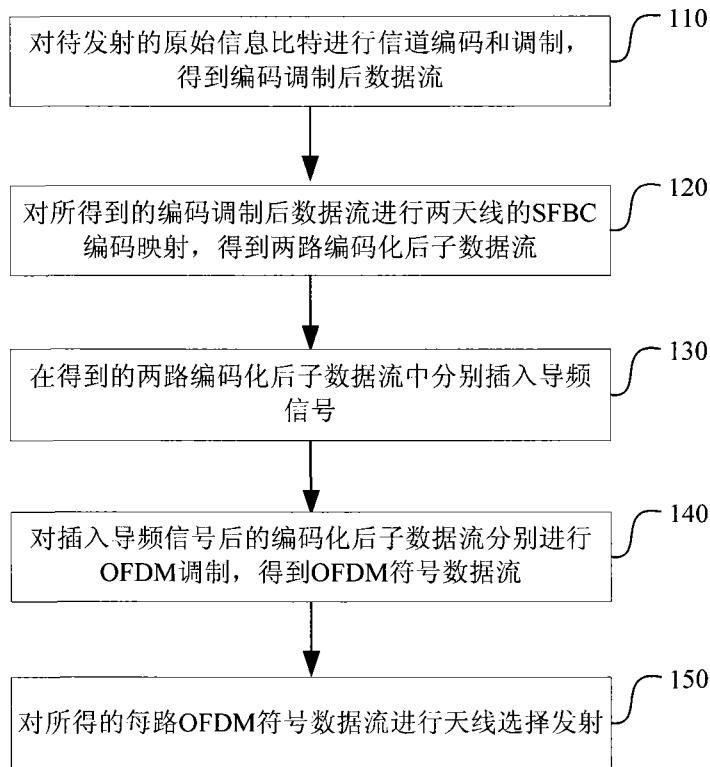 110
对待发射的原始信息比特进行信道编码和调制，
得到编码调制后数据流
120
对所得到的编码调制后数据流进行两天线的SFBC
编码映射，得到两路编码化后子数据流
130
在得到的两路编码化后子数据流中分别插入导频
信号
140
对插入导频信号后的编码化后子数据流分别进行
OFDM调制，得到OFDM符号数据流
150
对所得的每路OFDM符号数据流进行天线选择发射